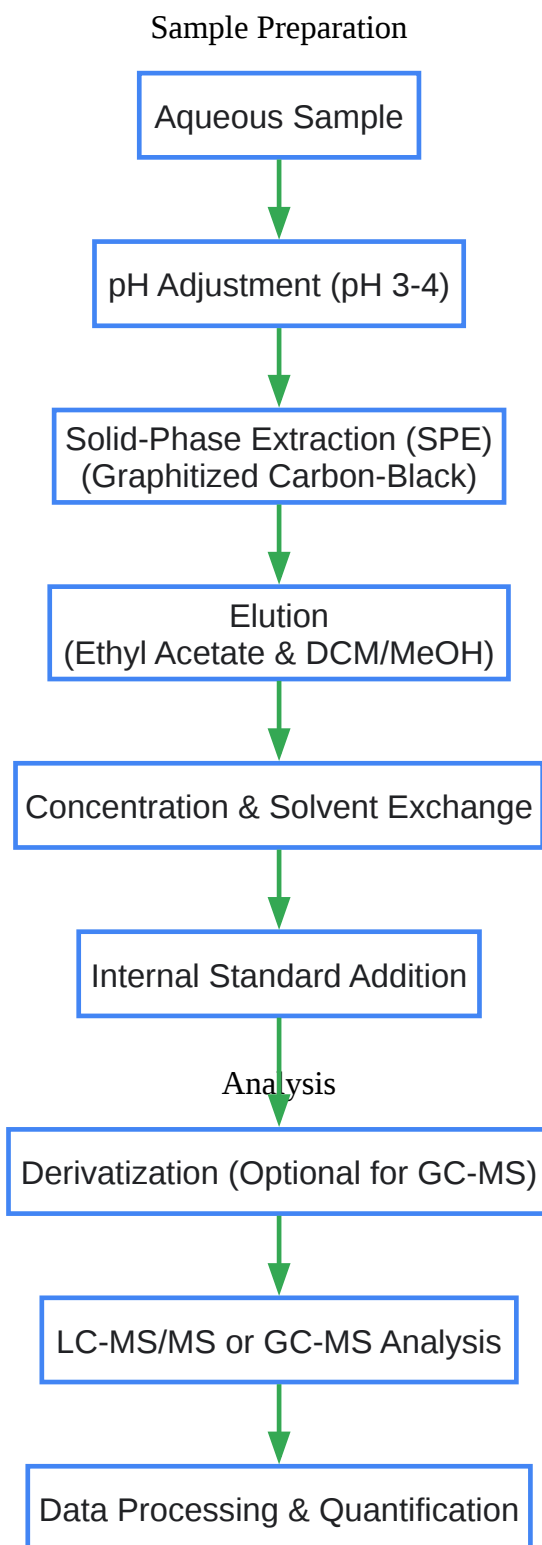 Sample Preparation
Aqueous Sample
pH Adjustment (pH 3-4)
Solid-Phase Extraction (SPE)
(Graphitized Carbon-Black)
Elution
(Ethyl Acetate & DCM/MeOH)
Concentration & Solvent Exchange
Internal Standard Addition
Analysis
Derivatization (Optional for GC-MS)
LC-MS/MS or GC-MS Analysis
Data Processing & Quantification